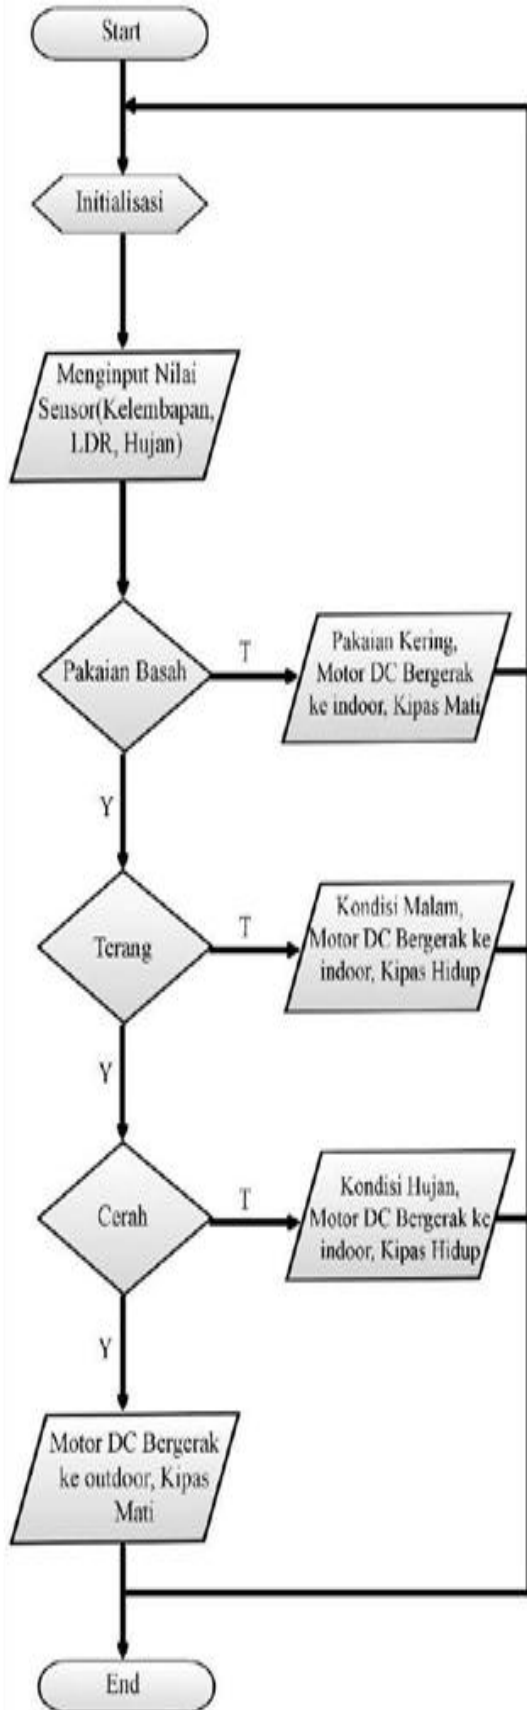 Start
Initialisasi
Menginput Nilai
Sensor(Kelembapan,
LDR, Hujan)
Pakaian Basah
T
Pakaian Kering,
Motor DC Bergerak
ke indoor, Kipas Mati
Y
Terang
T
Kondisi Malam,
Motor DC Bergerak ke
indoor, Kipas Hidup
Y
Cerah
T
Kondisi Hujan,
Motor DC Bergerak ke
indoor, Kipas Hidup
Y
Motor DC Bergerak
ke outdoor, Kipas
Mati
End